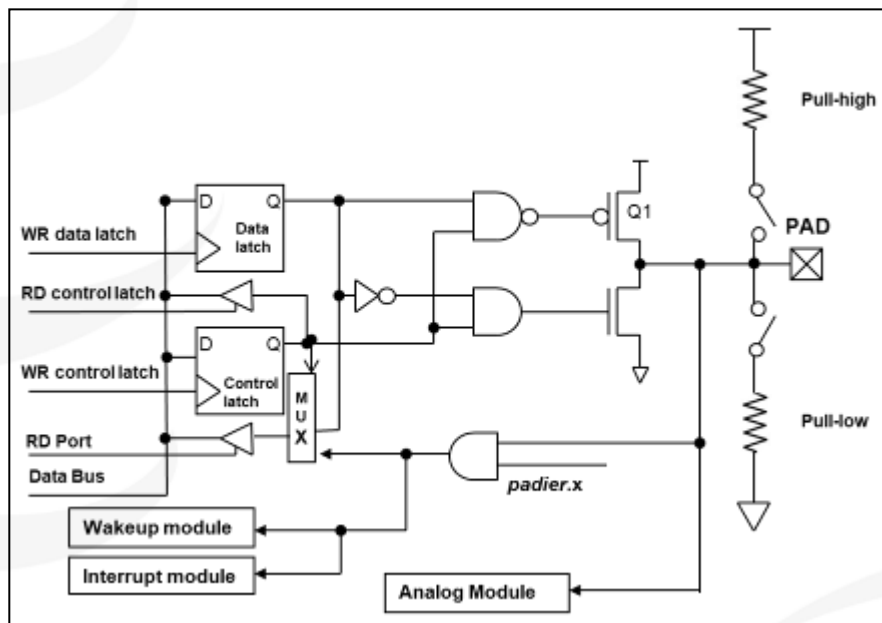 Pull-high
D
Q
Data
latch
Q1
WR data latch
PAD
RD control latch
D
Q
WR control latch
Control
latch
M
U
X
Pull-low
RD Port
padier.x
Data Bus
Wakeup module
Interrupt module
Analog Module